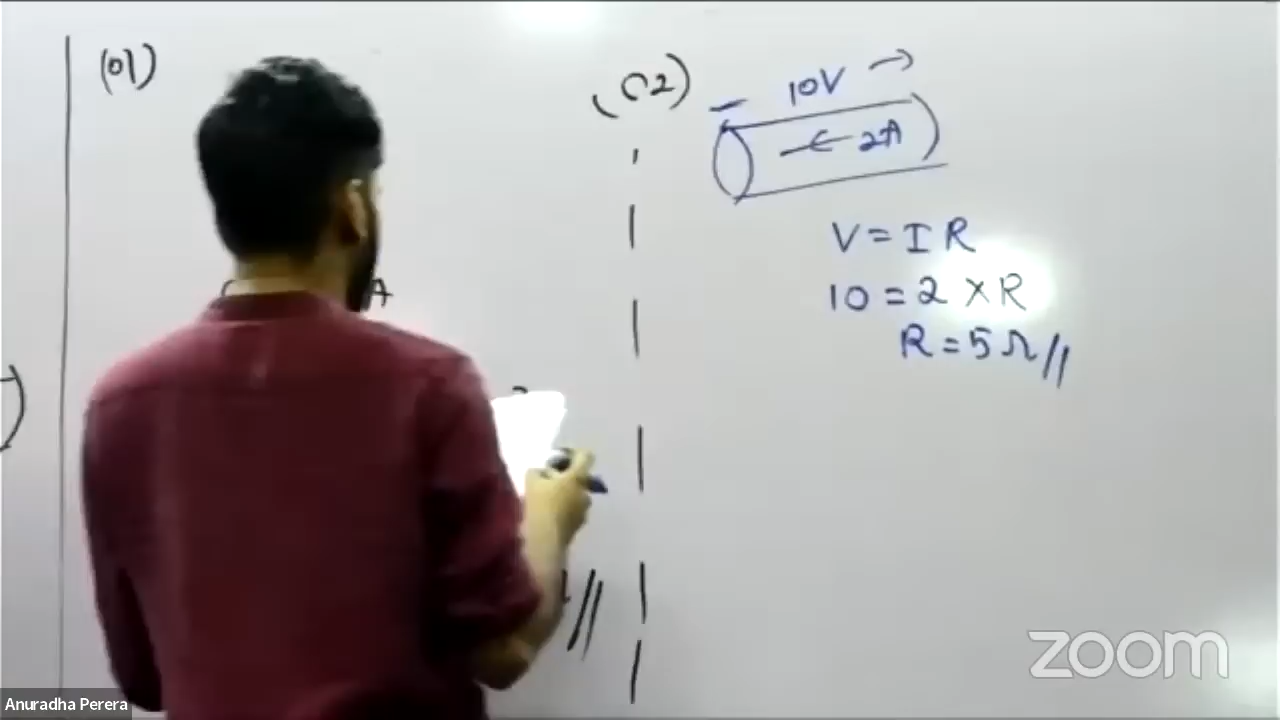 (01)
A
(02)
10V →
← 2A
V = I R
10 = 2 × R
R = 5 Ω //
//
zoom
Anuradha Perera